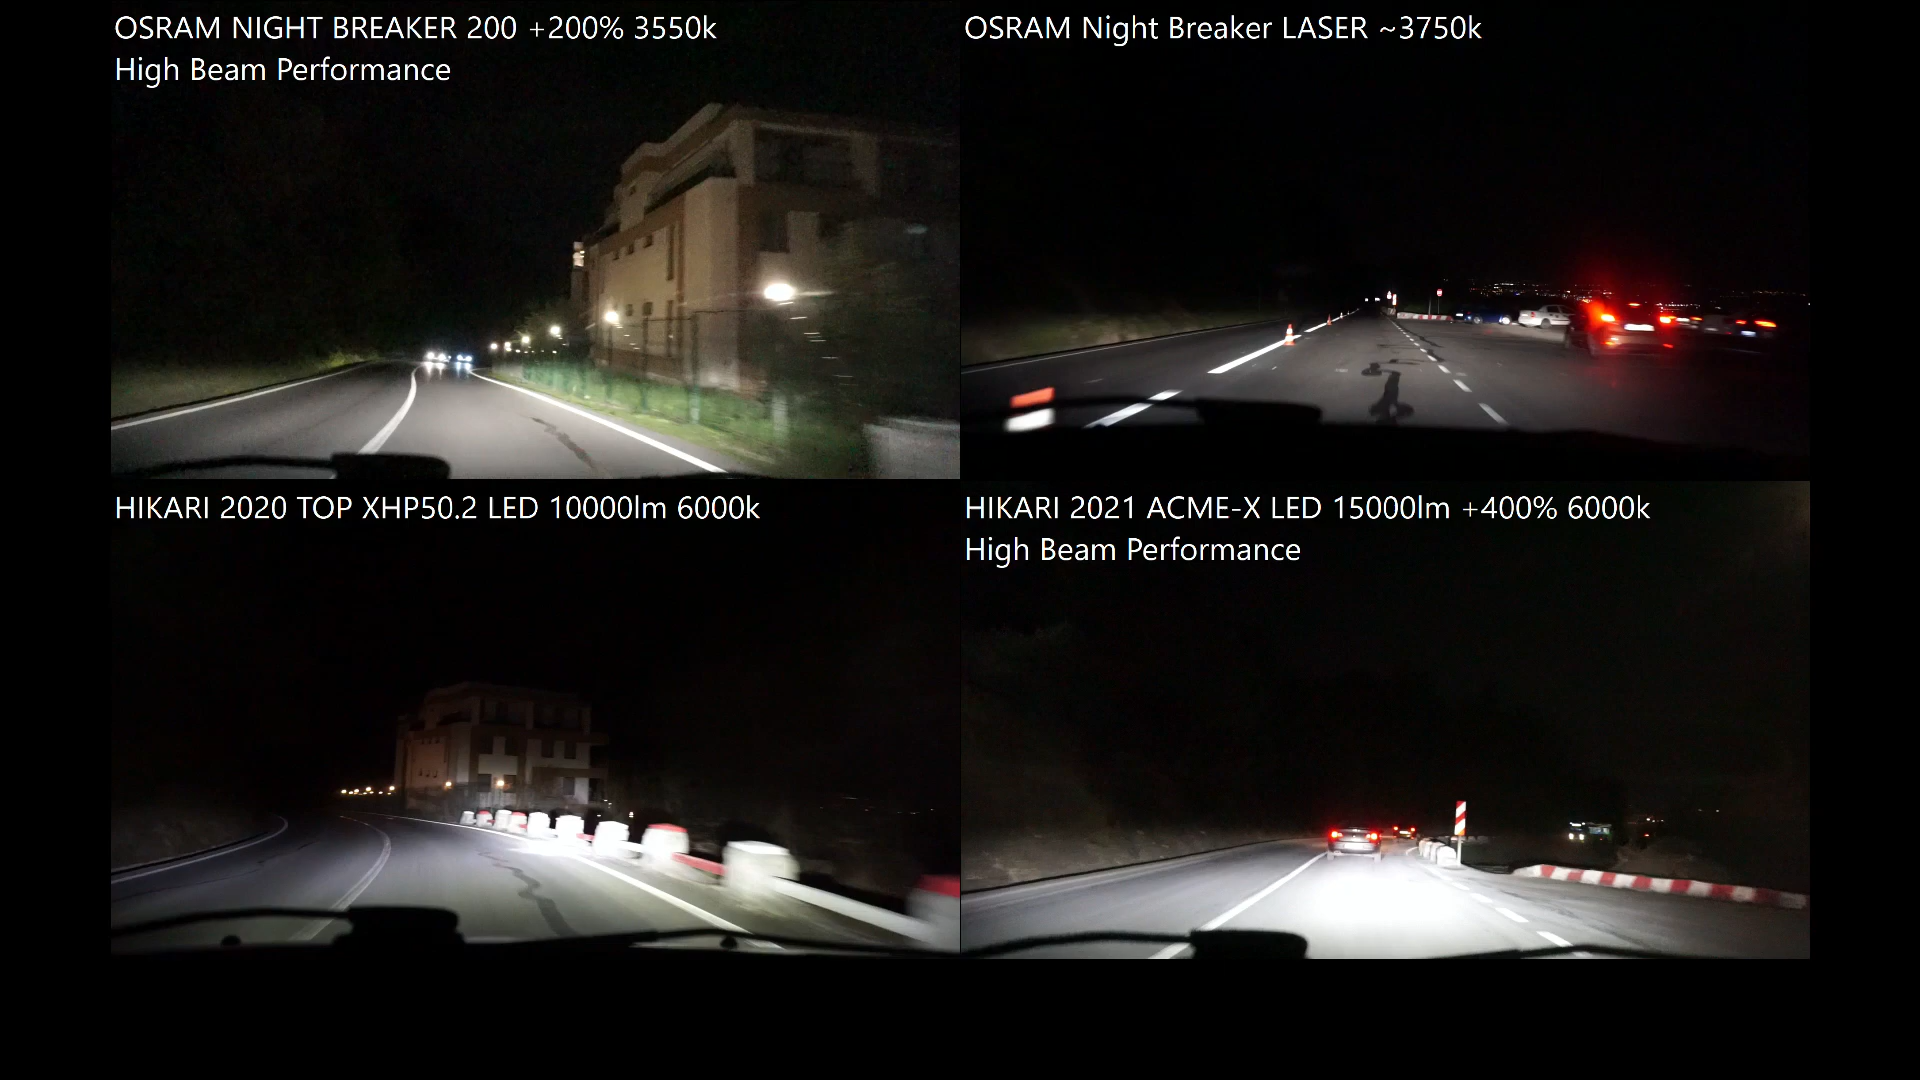 OSRAM NIGHT BREAKER 200 +200% 3550k
High Beam Performance
OSRAM Night Breaker LASER ~3750k
HIKARI 2020 TOP XHP50.2 LED 10000lm 6000k
HIKARI 2021 ACME-X LED 15000lm +400% 6000k
High Beam Performance